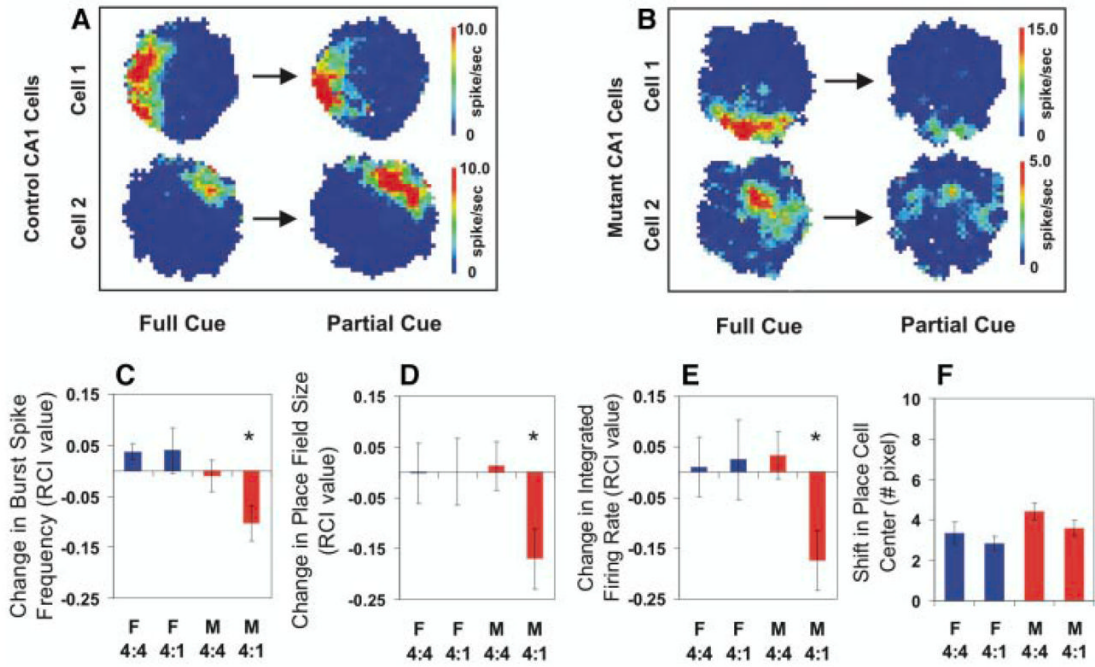 A
Control CA1 Cells
Cell 1
10.0
spike/sec
0
Cell 2
10.0
spike/sec
0
Full Cue
Partial Cue
B
Mutant CA1 Cells
Cell 1
15.0
spike/sec
0
Cell 2
5.0
spike/sec
0
Full Cue
Partial Cue
C
Change in Burst Spike
Frequency (RCI value)
0.15
0.05
-0.05
-0.15
-0.25
*
F F M M
4:4 4:1 4:4 4:1
D
Change in Place Field Size
(RCI value)
0.15
0.05
-0.05
-0.15
-0.25
*
F F M M
4:4 4:1 4:4 4:1
E
Change in Integrated
Firing Rate (RCI value)
0.15
0.05
-0.05
-0.15
-0.25
*
F F M M
4:4 4:1 4:4 4:1
F
Shift in Place Cell
Center (# pixel)
10
8
6
4
2
0
F F M M
4:4 4:1 4:4 4:1